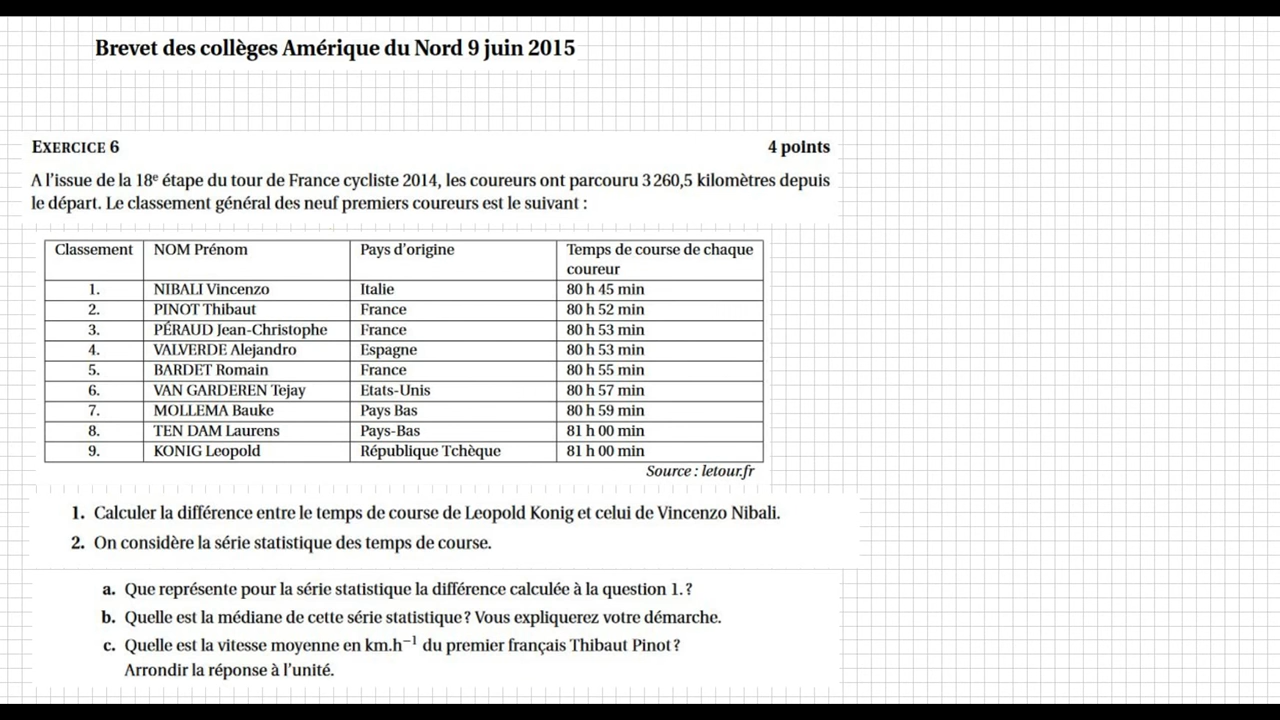 Brevet des collèges Amérique du Nord 9 juin 2015
EXERCICE 6 4 points
A l'issue de la 18e étape du tour de France cycliste 2014, les coureurs ont parcouru 3 260,5 kilomètres depuis
le départ. Le classement général des neuf premiers coureurs est le suivant :
Classement NOM Prénom Pays d'origine Temps de course de chaque
coureur
1. NIBALI Vincenzo Italie 80 h 45 min
2. PINOT Thibaut France 80 h 52 min
3. PÉRAUD Jean-Christophe France 80 h 53 min
4. VALVERDE Alejandro Espagne 80 h 53 min
5. BARDET Romain France 80 h 55 min
6. VAN GARDEREN Tejay Etats-Unis 80 h 57 min
7. MOLLEMA Bauke Pays Bas 80 h 59 min
8. TEN DAM Laurens Pays-Bas 81 h 00 min
9. KONIG Leopold République Tchèque 81 h 00 min
Source : letour.fr
1. Calculer la différence entre le temps de course de Leopold Konig et celui de Vincenzo Nibali.
2. On considère la série statistique des temps de course.
a. Que représente pour la série statistique la différence calculée à la question 1. ?
b. Quelle est la médiane de cette série statistique ? Vous expliquerez votre démarche.
c. Quelle est la vitesse moyenne en km.h⁻¹ du premier français Thibaut Pinot ?
Arrondir la réponse à l'unité.